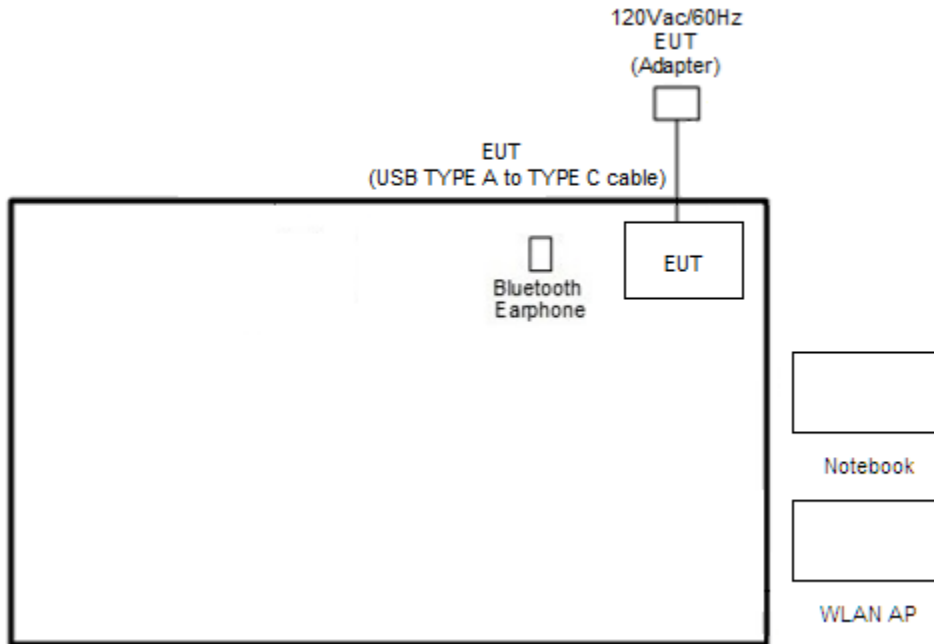 120Vac/60Hz
EUT
(Adapter)
EUT
(USB TYPE A to TYPE C cable)
EUT
Bluetooth
Earphone
Notebook
WLAN AP